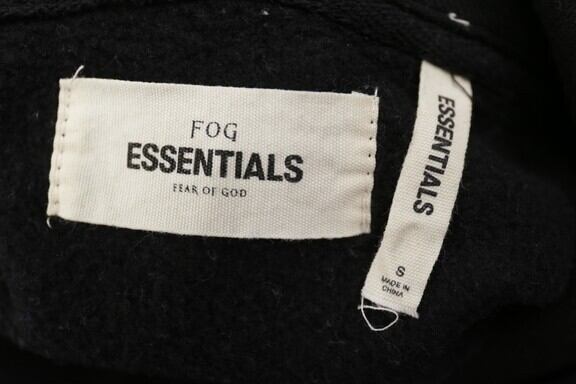 FOG
ESSENTIALS
FEAR OF GOD
ESSENTIALS
S
MADE IN
CHINA